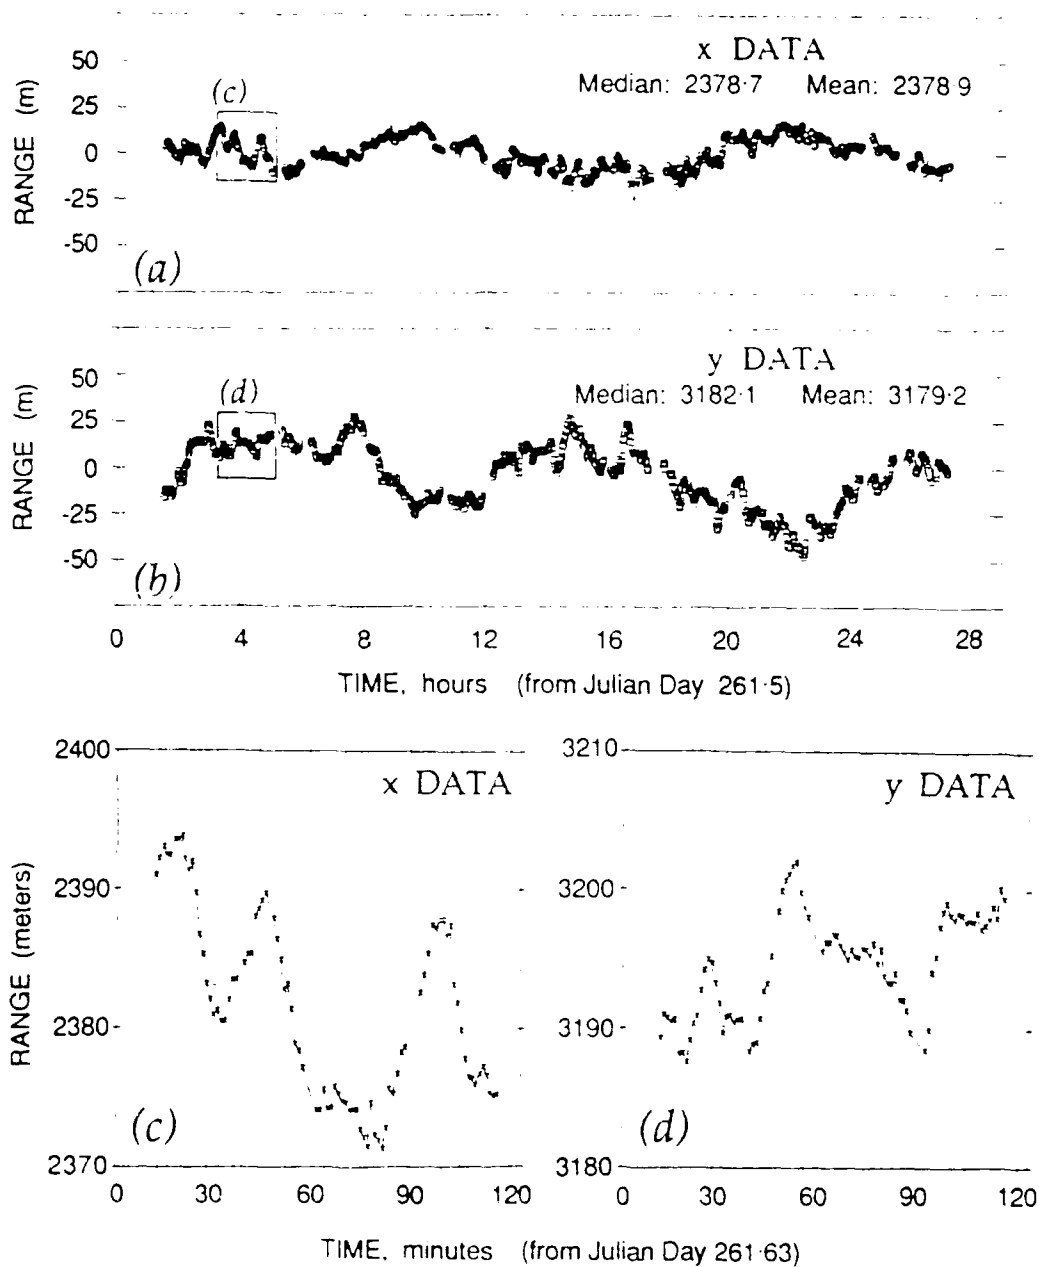 x DATA
50
Median: 2378·7 Mean: 2378·9
(c)
25
0
-25
-50
RANGE (m)
(a)
y DATA
50
Median: 3182·1 Mean: 3179·2
(d)
25
0
-25
-50
RANGE (m)
(b)
0 4 8 12 16 20 24 28
TIME, hours (from Julian Day 261·5)
2400
x DATA
2390
2380
2370
RANGE (meters)
(c)
0 30 60 90 120
3210
y DATA
3200
3190
3180
(d)
0 30 60 90 120
TIME, minutes (from Julian Day 261·63)